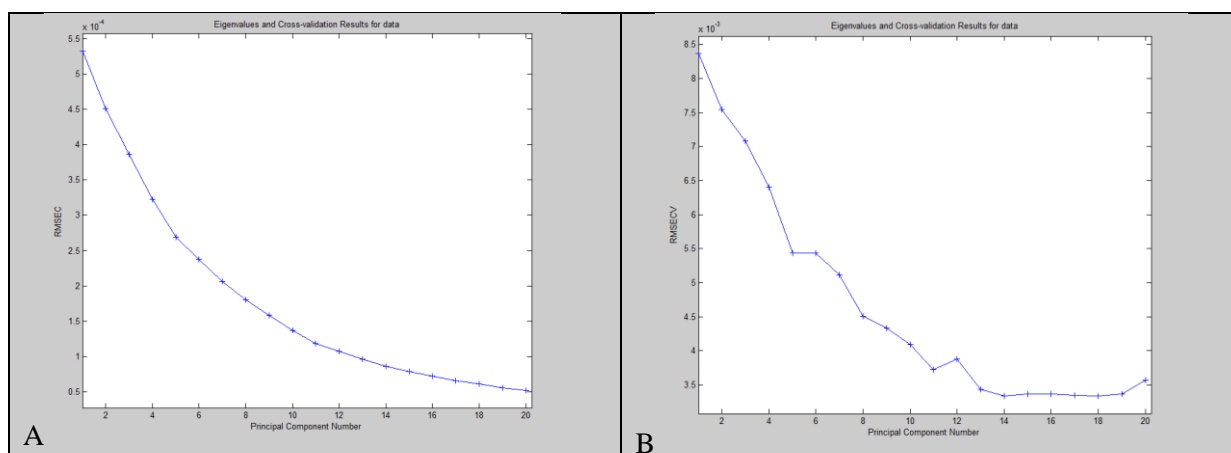 Eigenvalues and Cross-validation Results for data
x 10^-4
5.5
5
4.5
4
3.5
3
2.5
2
1.5
1
0.5
RMSEC
2 4 6 8 10 12 14 16 18 20
Principal Component Number
A
Eigenvalues and Cross-validation Results for data
x 10^-3
8.5
8
7.5
7
6.5
6
5.5
5
4.5
4
3.5
RMSECV
2 4 6 8 10 12 14 16 18 20
Principal Component Number
B